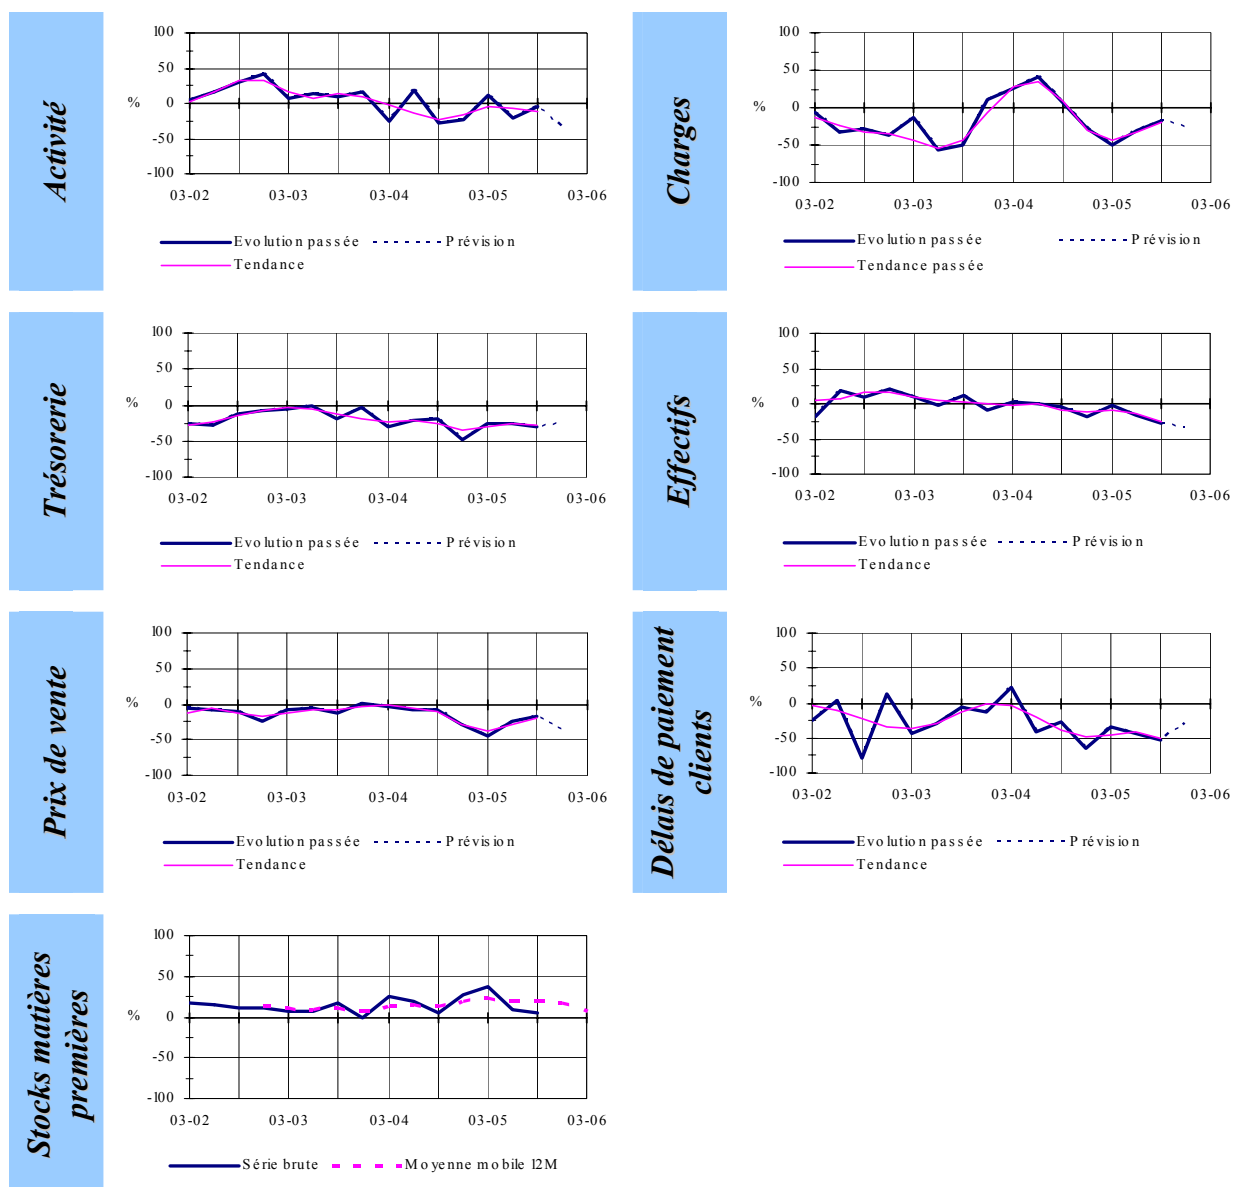 Activité
100
50
%
0
-50
-100
03-02 03-03 03-04 03-05 03-06
Evolution passée Prévision
Tendance
Charges
100
50
%
0
-50
-100
03-02 03-03 03-04 03-05 03-06
Evolution passée Prévision
Tendance passée
Trésorerie
100
50
%
0
-50
-100
03-02 03-03 03-04 03-05 03-06
Evolution passée Prévision
Tendance
Effectifs
100
50
%
0
-50
-100
03-02 03-03 03-04 03-05 03-06
Evolution passée Prévision
Tendance
Prix de vente
100
50
%
0
-50
-100
03-02 03-03 03-04 03-05 03-06
Evolution passée Prévision
Tendance
Délais de paiement
clients
100
50
%
0
-50
-100
03-02 03-03 03-04 03-05 03-06
Evolution passée Prévision
Tendance
Stocks matières
premières
100
50
%
0
-50
-100
03-02 03-03 03-04 03-05 03-06
Série brute Moyenne mobile 12M